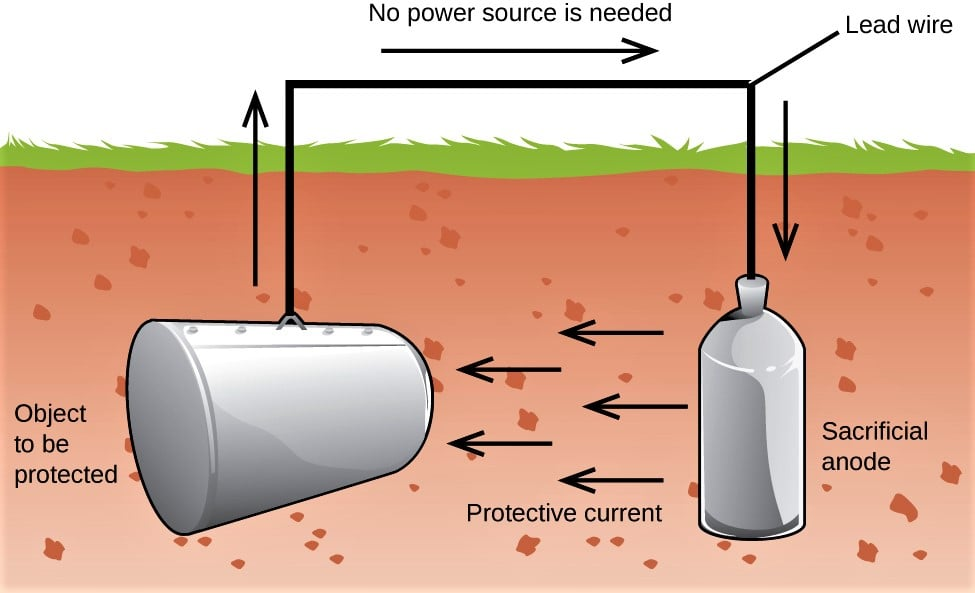 No power source is needed
Lead wire
Object
to be
protected
Sacrificial
anode
Protective current